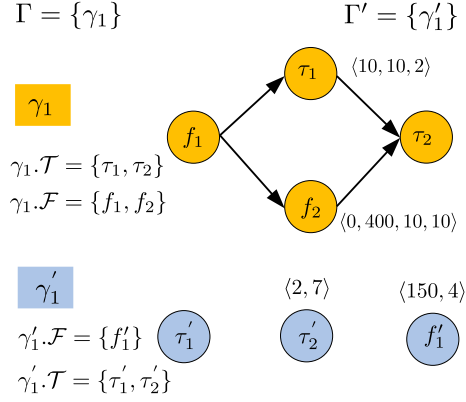 Γ = {γ₁}
Γ′ = {γ′₁}
τ₁
⟨10, 10, 2⟩
γ₁
f₁
τ₂
γ₁.𝒯 = {τ₁, τ₂}
γ₁.ℱ = {f₁, f₂}
f₂
⟨0, 400, 10, 10⟩
γ′₁
⟨2, 7⟩
⟨150, 4⟩
γ′₁.ℱ = {f′₁}
τ′₁
τ′₂
f′₁
γ′₁.𝒯 = {τ′₁, τ′₂}